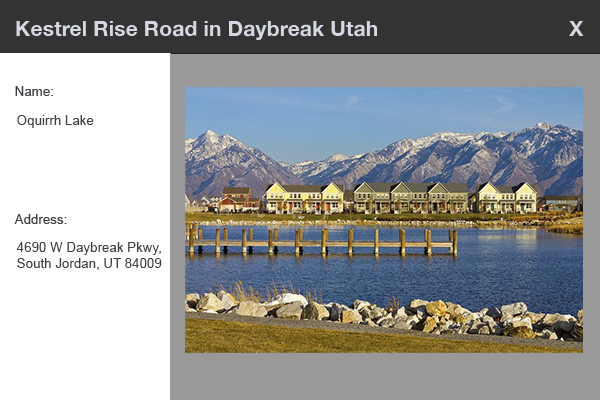 Kestrel Rise Road in Daybreak Utah X
Name:
Oquirrh Lake
Address:
4690 W Daybreak Pkwy,
South Jordan, UT 84009